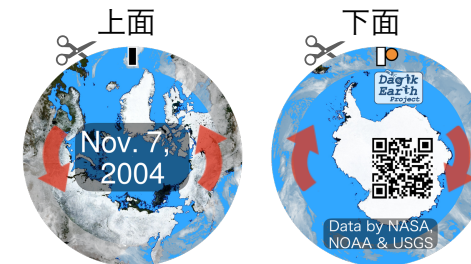 上面
下面
Dagik
Earth
Project
Nov. 7,
2004
Data by NASA,
NOAA & USGS